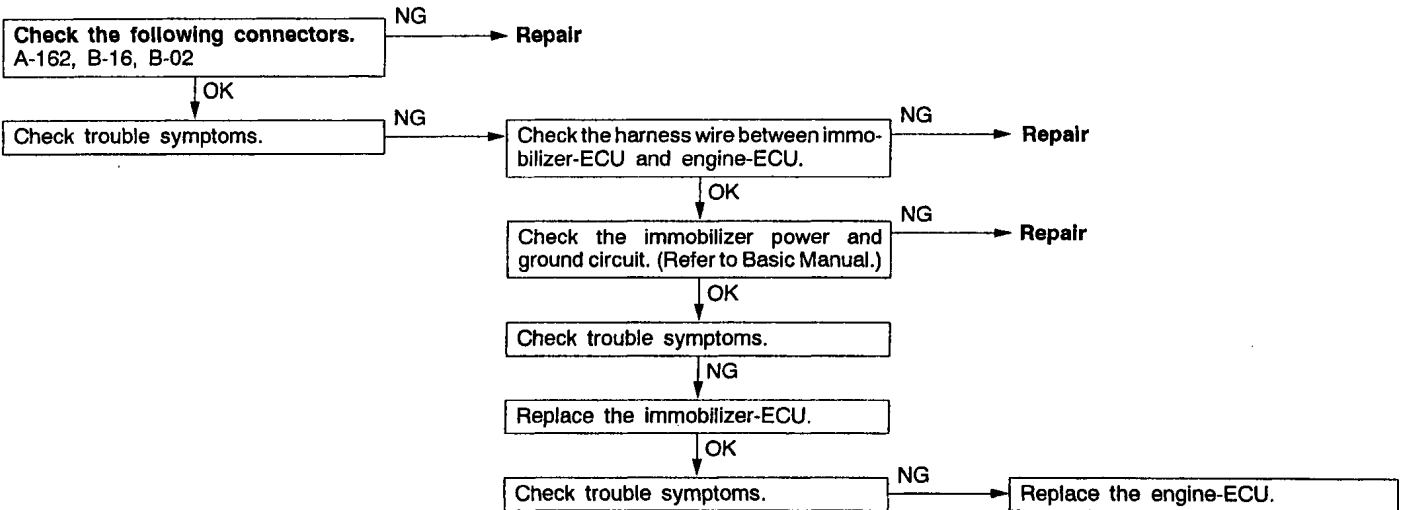 NG
Check the following connectors.
A-162, B-16, B-02
Repair
OK
Check trouble symptoms.
NG
Check the harness wire between immo-
bilizer-ECU and engine-ECU.
NG
Repair
OK
Check the immobilizer power and
ground circuit. (Refer to Basic Manual.)
NG
Repair
OK
Check trouble symptoms.
NG
Replace the immobilizer-ECU.
OK
Check trouble symptoms.
NG
Replace the engine-ECU.